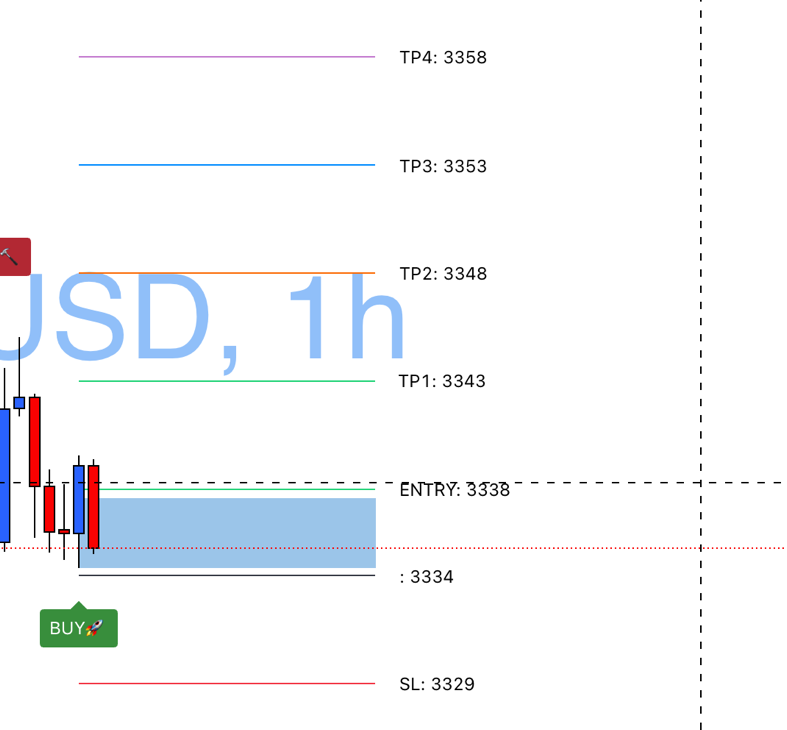 TP4: 3358
TP3: 3353
TP2: 3348
USD, 1h
TP1: 3343
ENTRY: 3338
: 3334
BUY🚀
SL: 3329